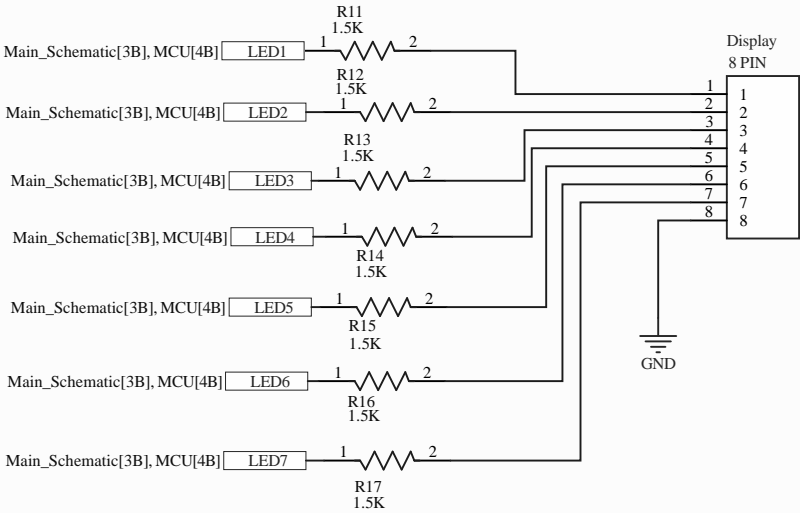 R11
1.5K
Main_Schematic[3B], MCU[4B] LED1 1 2
R12
1.5K
Main_Schematic[3B], MCU[4B] LED2 1 2
R13
1.5K
Main_Schematic[3B], MCU[4B] LED3 1 2
Main_Schematic[3B], MCU[4B] LED4 1 2
R14
1.5K
Main_Schematic[3B], MCU[4B] LED5 1 2
R15
1.5K
Main_Schematic[3B], MCU[4B] LED6 1 2
R16
1.5K
Main_Schematic[3B], MCU[4B] LED7 1 2
R17
1.5K
Display
8 PIN
1 1
2 2
3 3
4 4
5 5
6 6
7 7
8 8
GND